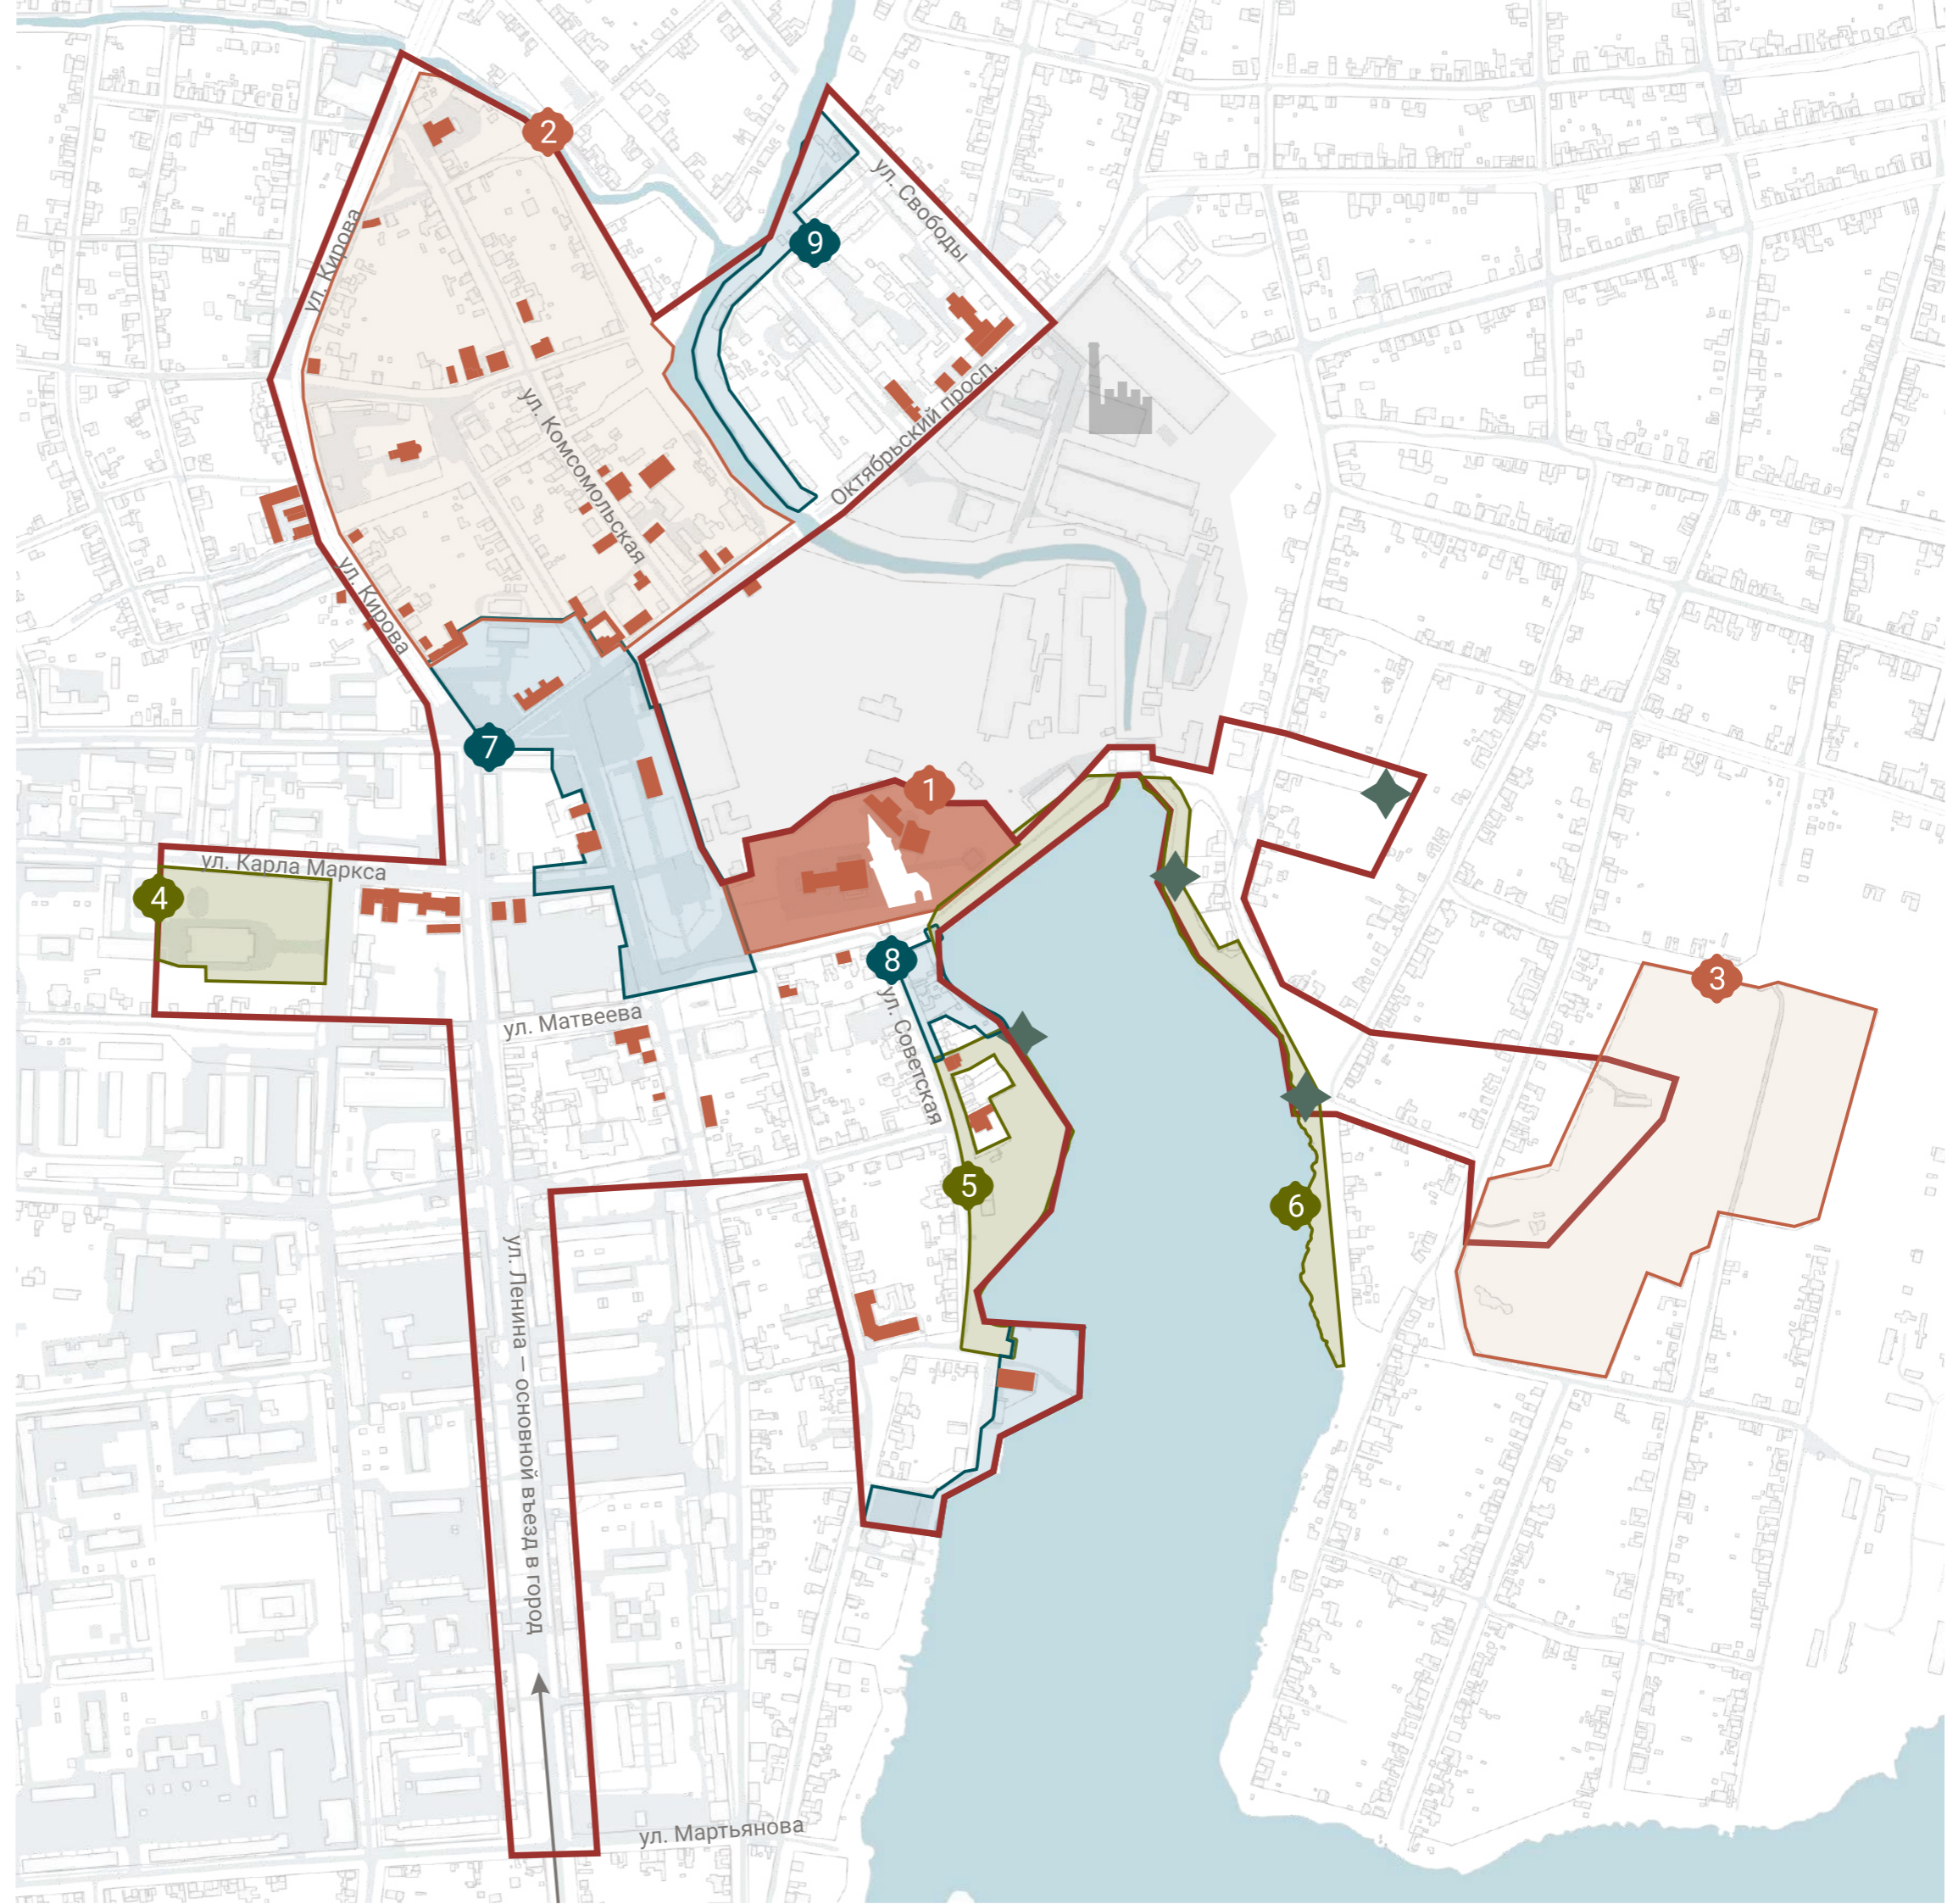 2
9
ул. Свободы
ул. Кирова
ул. Комсомольская
Октябрьский просп.
ул. Кирова
7
1
ул. Карла Маркса
4
8
3
ул. Матвеева
ул. Советская
5
6
ул. Ленина – основной въезд в город
ул. Мартьянова